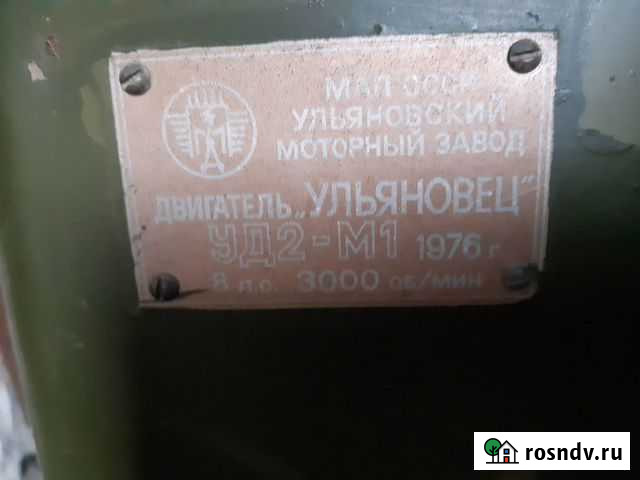 МАП СССР
УЛЬЯНОВСКИЙ
МОТОРНЫЙ ЗАВОД
ДВИГАТЕЛЬ „УЛЬЯНОВЕЦ"
УД2-М1 1976 г
8 л.с. 3000 об/мин
rosndv.ru